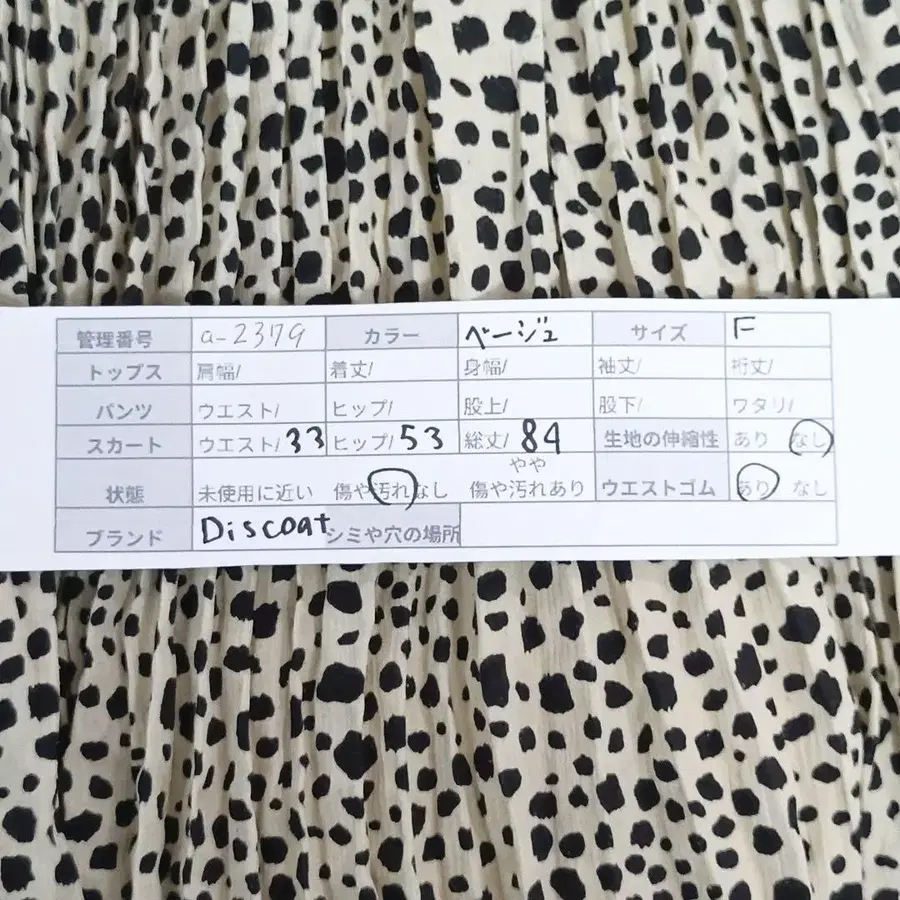 管理番号 a-2379 カラー ベージュ サイズ F
トップス 肩幅/ 着丈/ 身幅/ 袖丈/ 裄丈/
パンツ ウエスト/ ヒップ/ 股上/ 股下/ ワタリ/
スカート ウエスト/33 ヒップ/53 総丈/84 生地の伸縮性 あり なし
状態 未使用に近い 傷や汚れなし やや傷や汚れあり ウエストゴム あり なし
ブランド Discoat シミや穴の場所